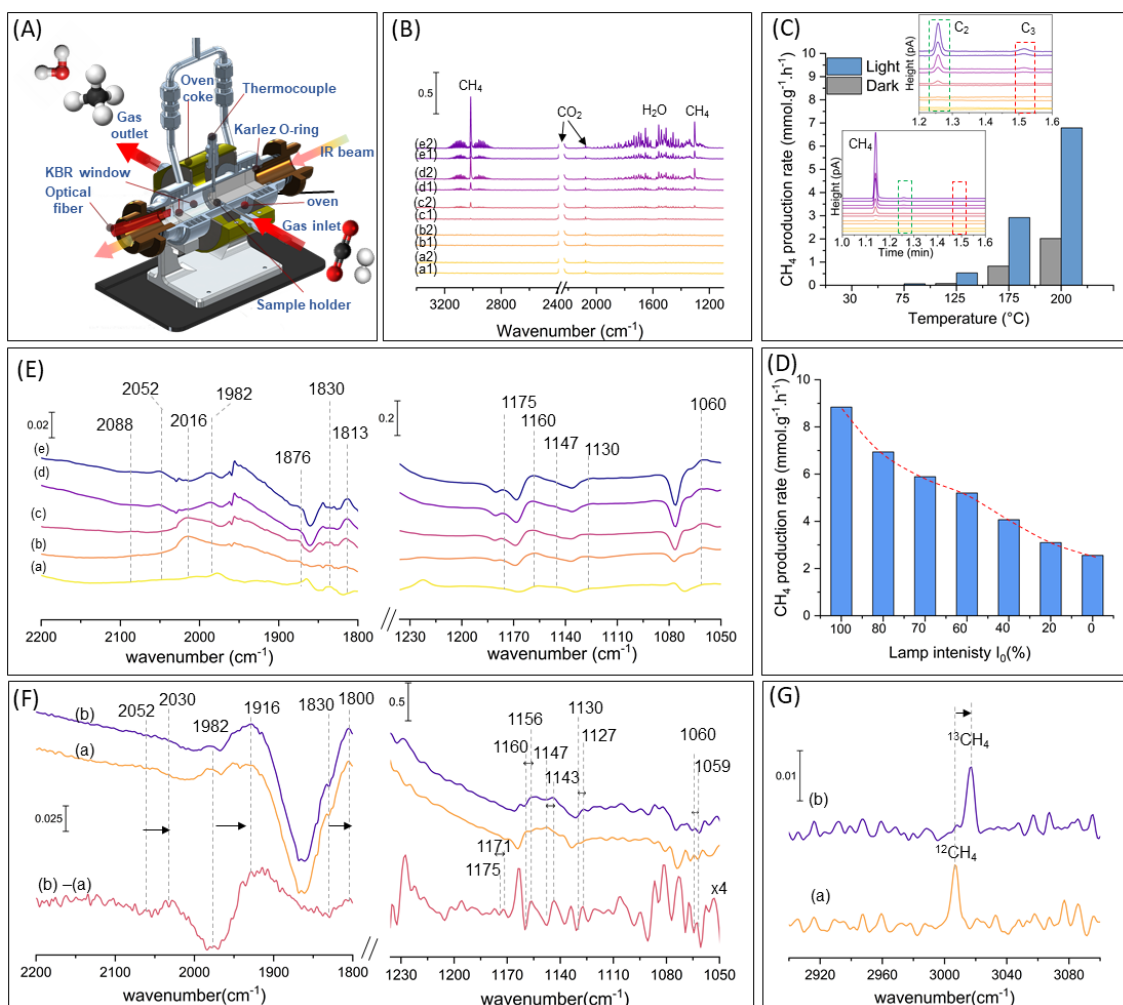 (A)
Oven
coke
Thermocouple
Karlez O-ring
IR beam
Gas
outlet
KBR window
Optical
fiber
oven
Gas inlet
Sample holder
(B)
0.5
CH4
CO2
H2O
CH4
(e2)
(e1)
(d2)
(d1)
(c2)
(c1)
(b2)
(b1)
(a2)
(a1)
3200 2800 2400 2000 1600 1200
Wavenumber (cm-1)
(C)
CH4 production rate (mmol.g-1.h-1)
10
9
8
7
6
5
4
3
2
1
0
Light
Dark
C2
C3
Height (pA)
1.2 1.3 1.4 1.5 1.6
CH4
Height (pA)
1.0 1.1 1.2 1.3 1.4 1.5 1.6
Time (min)
30 75 125 175 200
Temperature (°C)
(E)
0.02
2088
2052
2016
1982
1876
1830
1813
(e)
(d)
(c)
(b)
(a)
2200 2100 2000 1900 1800
wavenumber (cm-1)
0.2
1175
1160
1147
1130
1060
1230 1200 1170 1140 1110 1080 1050
wavenumber (cm-1)
(D)
CH4 production rate (mmol.g-1.h-1)
10
8
6
4
2
0
100 80 70 60 40 20 0
Lamp intenisty I0(%)
(F)
2052
2030
1982
1916
1830
1800
(b)
(a)
0.025
(b) –(a)
2200 2100 2000 1900 1800
wavenumber(cm-1)
0.5
1156
1160
1147
1143
1130
1127
1060
1059
1171
1175
x4
1230 1200 1170 1140 1110 1080 1050
wavenumber(cm-1)
(G)
0.01
13CH4
(b)
12CH4
(a)
2920 2960 3000 3040 3080
wavenumber(cm-1)